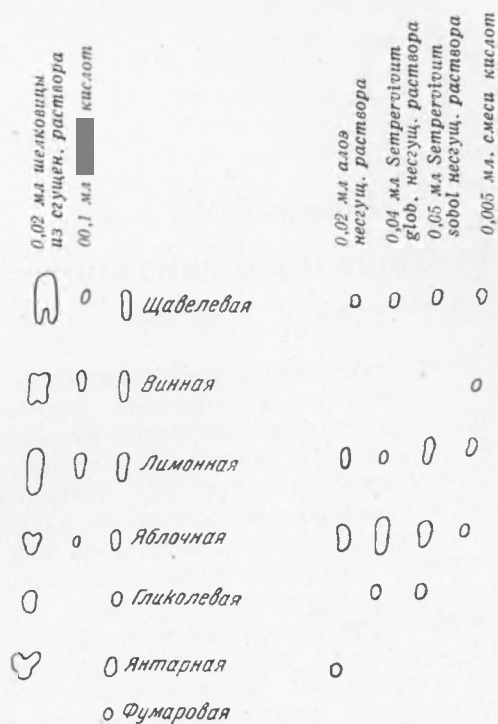 0,02 мл шелковицы
из сгущен. раствора
00,1 мл кислот
0,02 мл алоэ
несгущ. раствора
0,04 мл Sempervivum
glob. несгущ. раствора
0,05 мл Sempervivum
sobol несгущ. раствора
0,005 мл. смеси кислот
Щавелевая
Винная
Лимонная
Яблочная
Гликолевая
Янтарная
Фумаровая